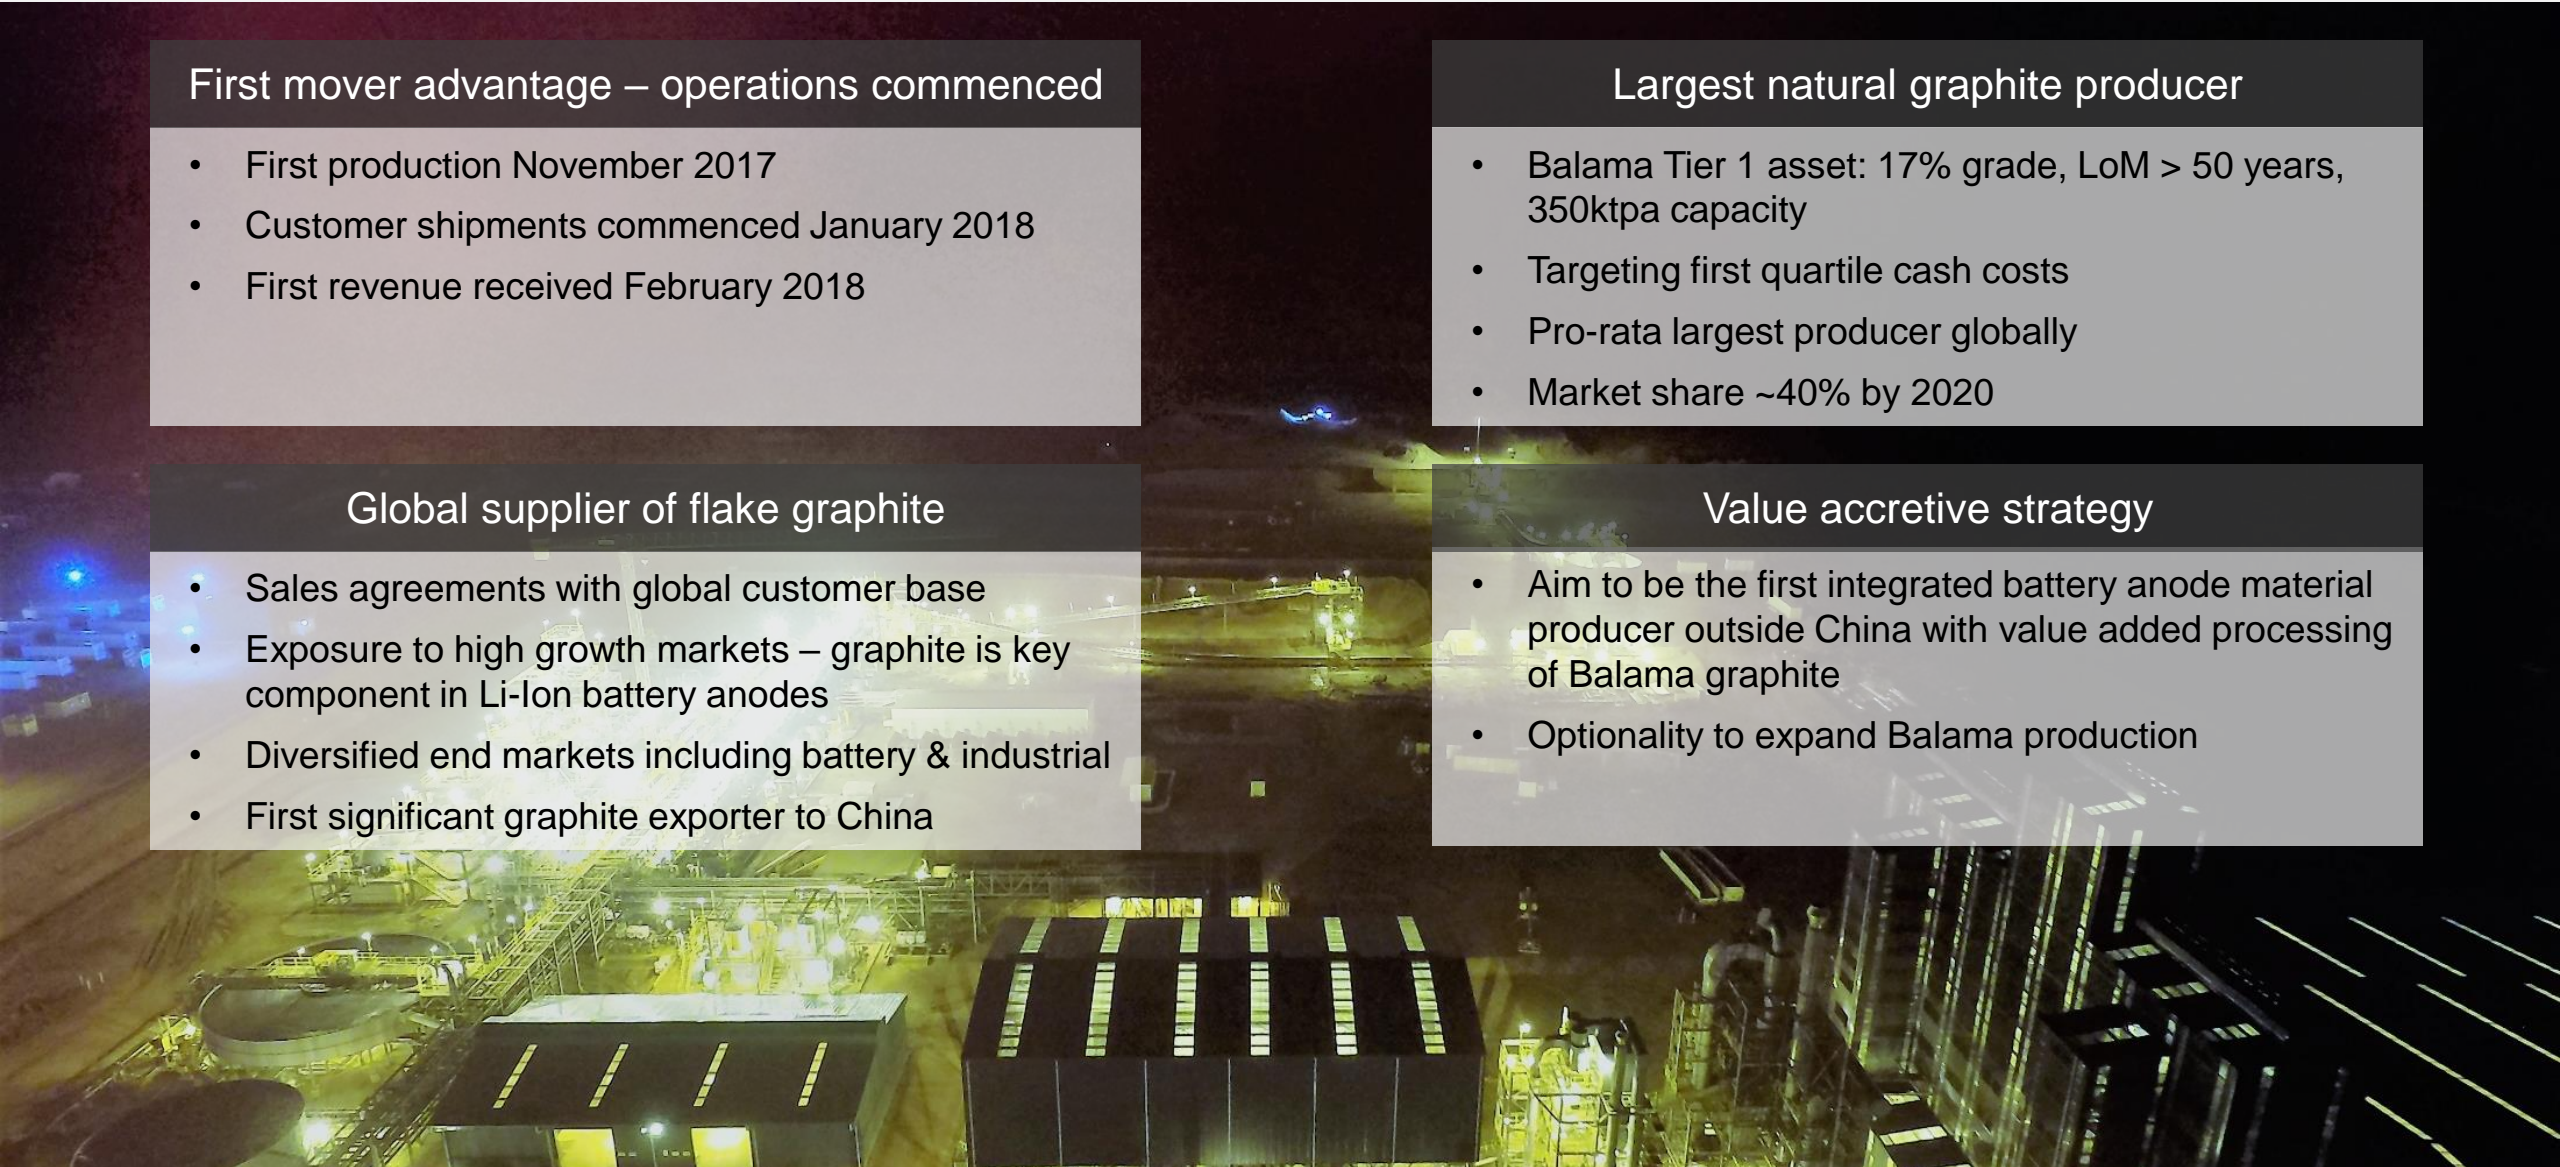 First mover advantage – operations commenced
• First production November 2017
• Customer shipments commenced January 2018
• First revenue received February 2018
Largest natural graphite producer
• Balama Tier 1 asset: 17% grade, LoM > 50 years,
350ktpa capacity
• Targeting first quartile cash costs
• Pro-rata largest producer globally
• Market share ~40% by 2020
Global supplier of flake graphite
• Sales agreements with global customer base
• Exposure to high growth markets – graphite is key
component in Li-Ion battery anodes
• Diversified end markets including battery & industrial
• First significant graphite exporter to China
Value accretive strategy
• Aim to be the first integrated battery anode material
producer outside China with value added processing
of Balama graphite
• Optionality to expand Balama production